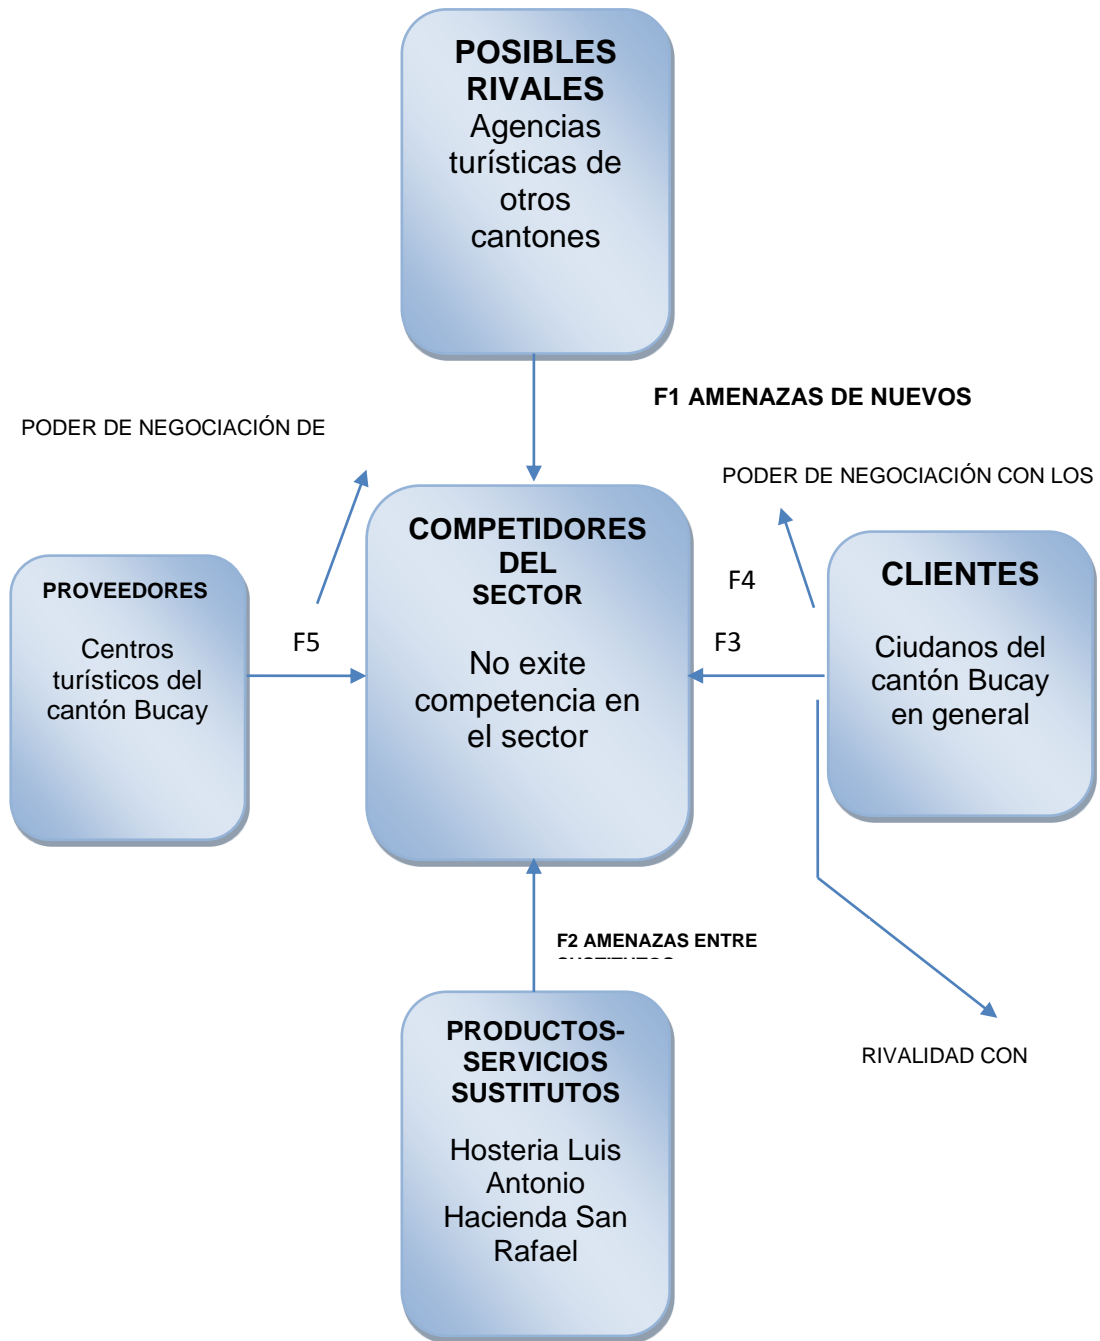 POSIBLES
RIVALES
Agencias
turísticas de
otros
cantones
F1 AMENAZAS DE NUEVOS
PODER DE NEGOCIACIÓN DE
PODER DE NEGOCIACIÓN CON LOS
PROVEEDORES
Centros
turísticos del
cantón Bucay
F5
COMPETIDORES
DEL
SECTOR
No exite
competencia en
el sector
F4
F3
CLIENTES
Ciudanos del
cantón Bucay
en general
F2 AMENAZAS ENTRE
RIVALIDAD CON
PRODUCTOS-
SERVICIOS
SUSTITUTOS
Hosteria Luis
Antonio
Hacienda San
Rafael